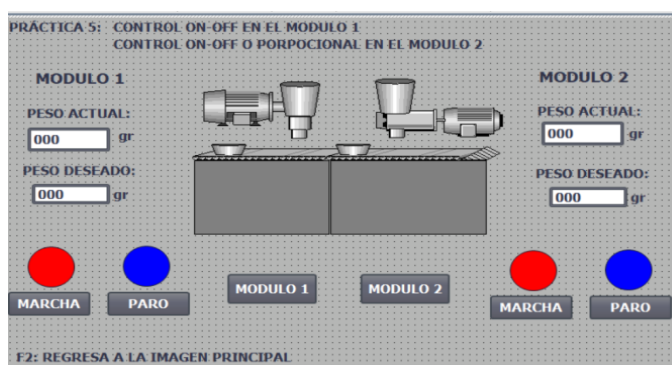 PRÁCTICA 5: CONTROL ON-OFF EN EL MODULO 1
CONTROL ON-OFF O PORPOCIONAL EN EL MODULO 2
MODULO 1
PESO ACTUAL:
000 gr
PESO DESEADO:
000 gr
MODULO 2
PESO ACTUAL:
000 gr
PESO DESEADO:
000 gr
MARCHA PARO MODULO 1 MODULO 2 MARCHA PARO
F2: REGRESA A LA IMAGEN PRINCIPAL